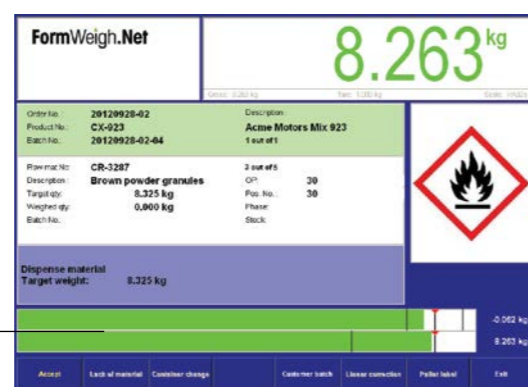 FormWeigh.Net
8.263 kg
Order No.: 20120928-02 Description:
Product No.: CX-923 Acme Motors Mix 923
Batch No.: 20120928-02-04 1 out of 1
Raw mat.No: CR-3287 3 out of 5
Description: Brown powder granules OP: 30
Target qty: 8.325 kg Pos. No.: 30
Weighed qty: 0.000 kg Phase:
Batch No.: Stock:
Dispense material
Target weight: 8.325 kg
-0.062 kg
8.263 kg
Accept Lack of material Container change Customer batch Linear correction Pallet label Exit